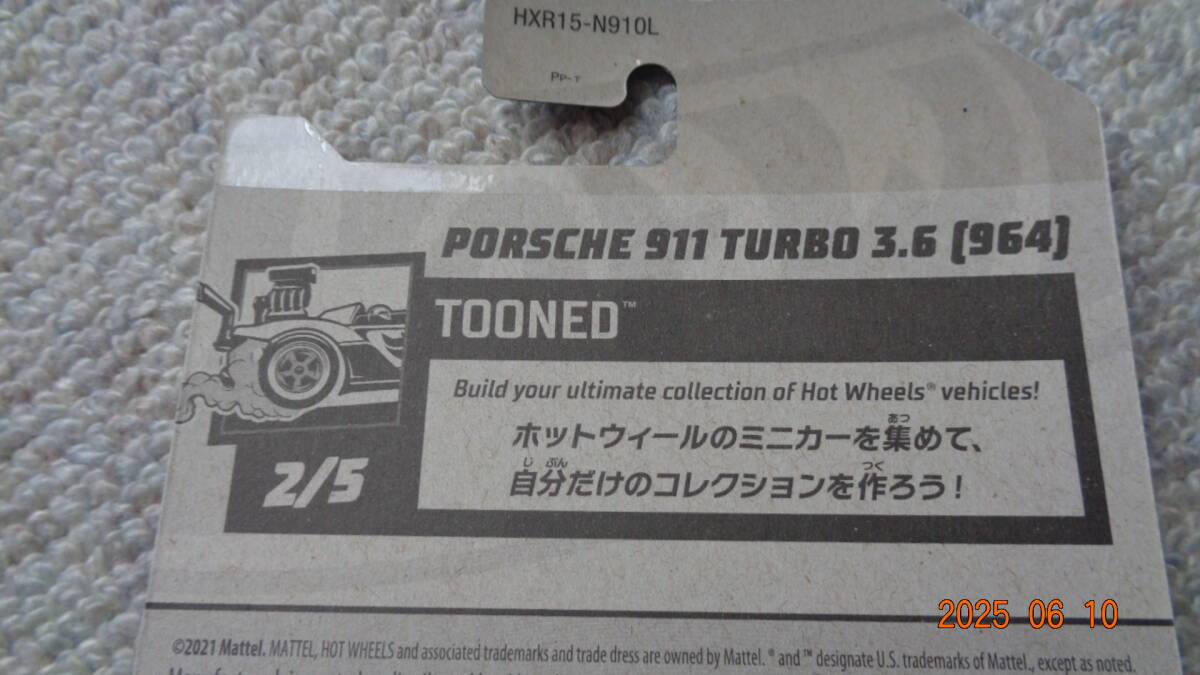 HXR15-N910L
PP-T
PORSCHE 911 TURBO 3.6 (964)
TOONED™
Build your ultimate collection of Hot Wheels® vehicles!
あつ
ホットウィールのミニカーを集めて、
じ ぶん つく
自分だけのコレクションを作ろう!
2/5
2025 06 10
©2021 Mattel. MATTEL, HOT WHEELS and associated trademarks and trade dress are owned by Mattel. ® and ™ designate U.S. trademarks of Mattel., except as noted.